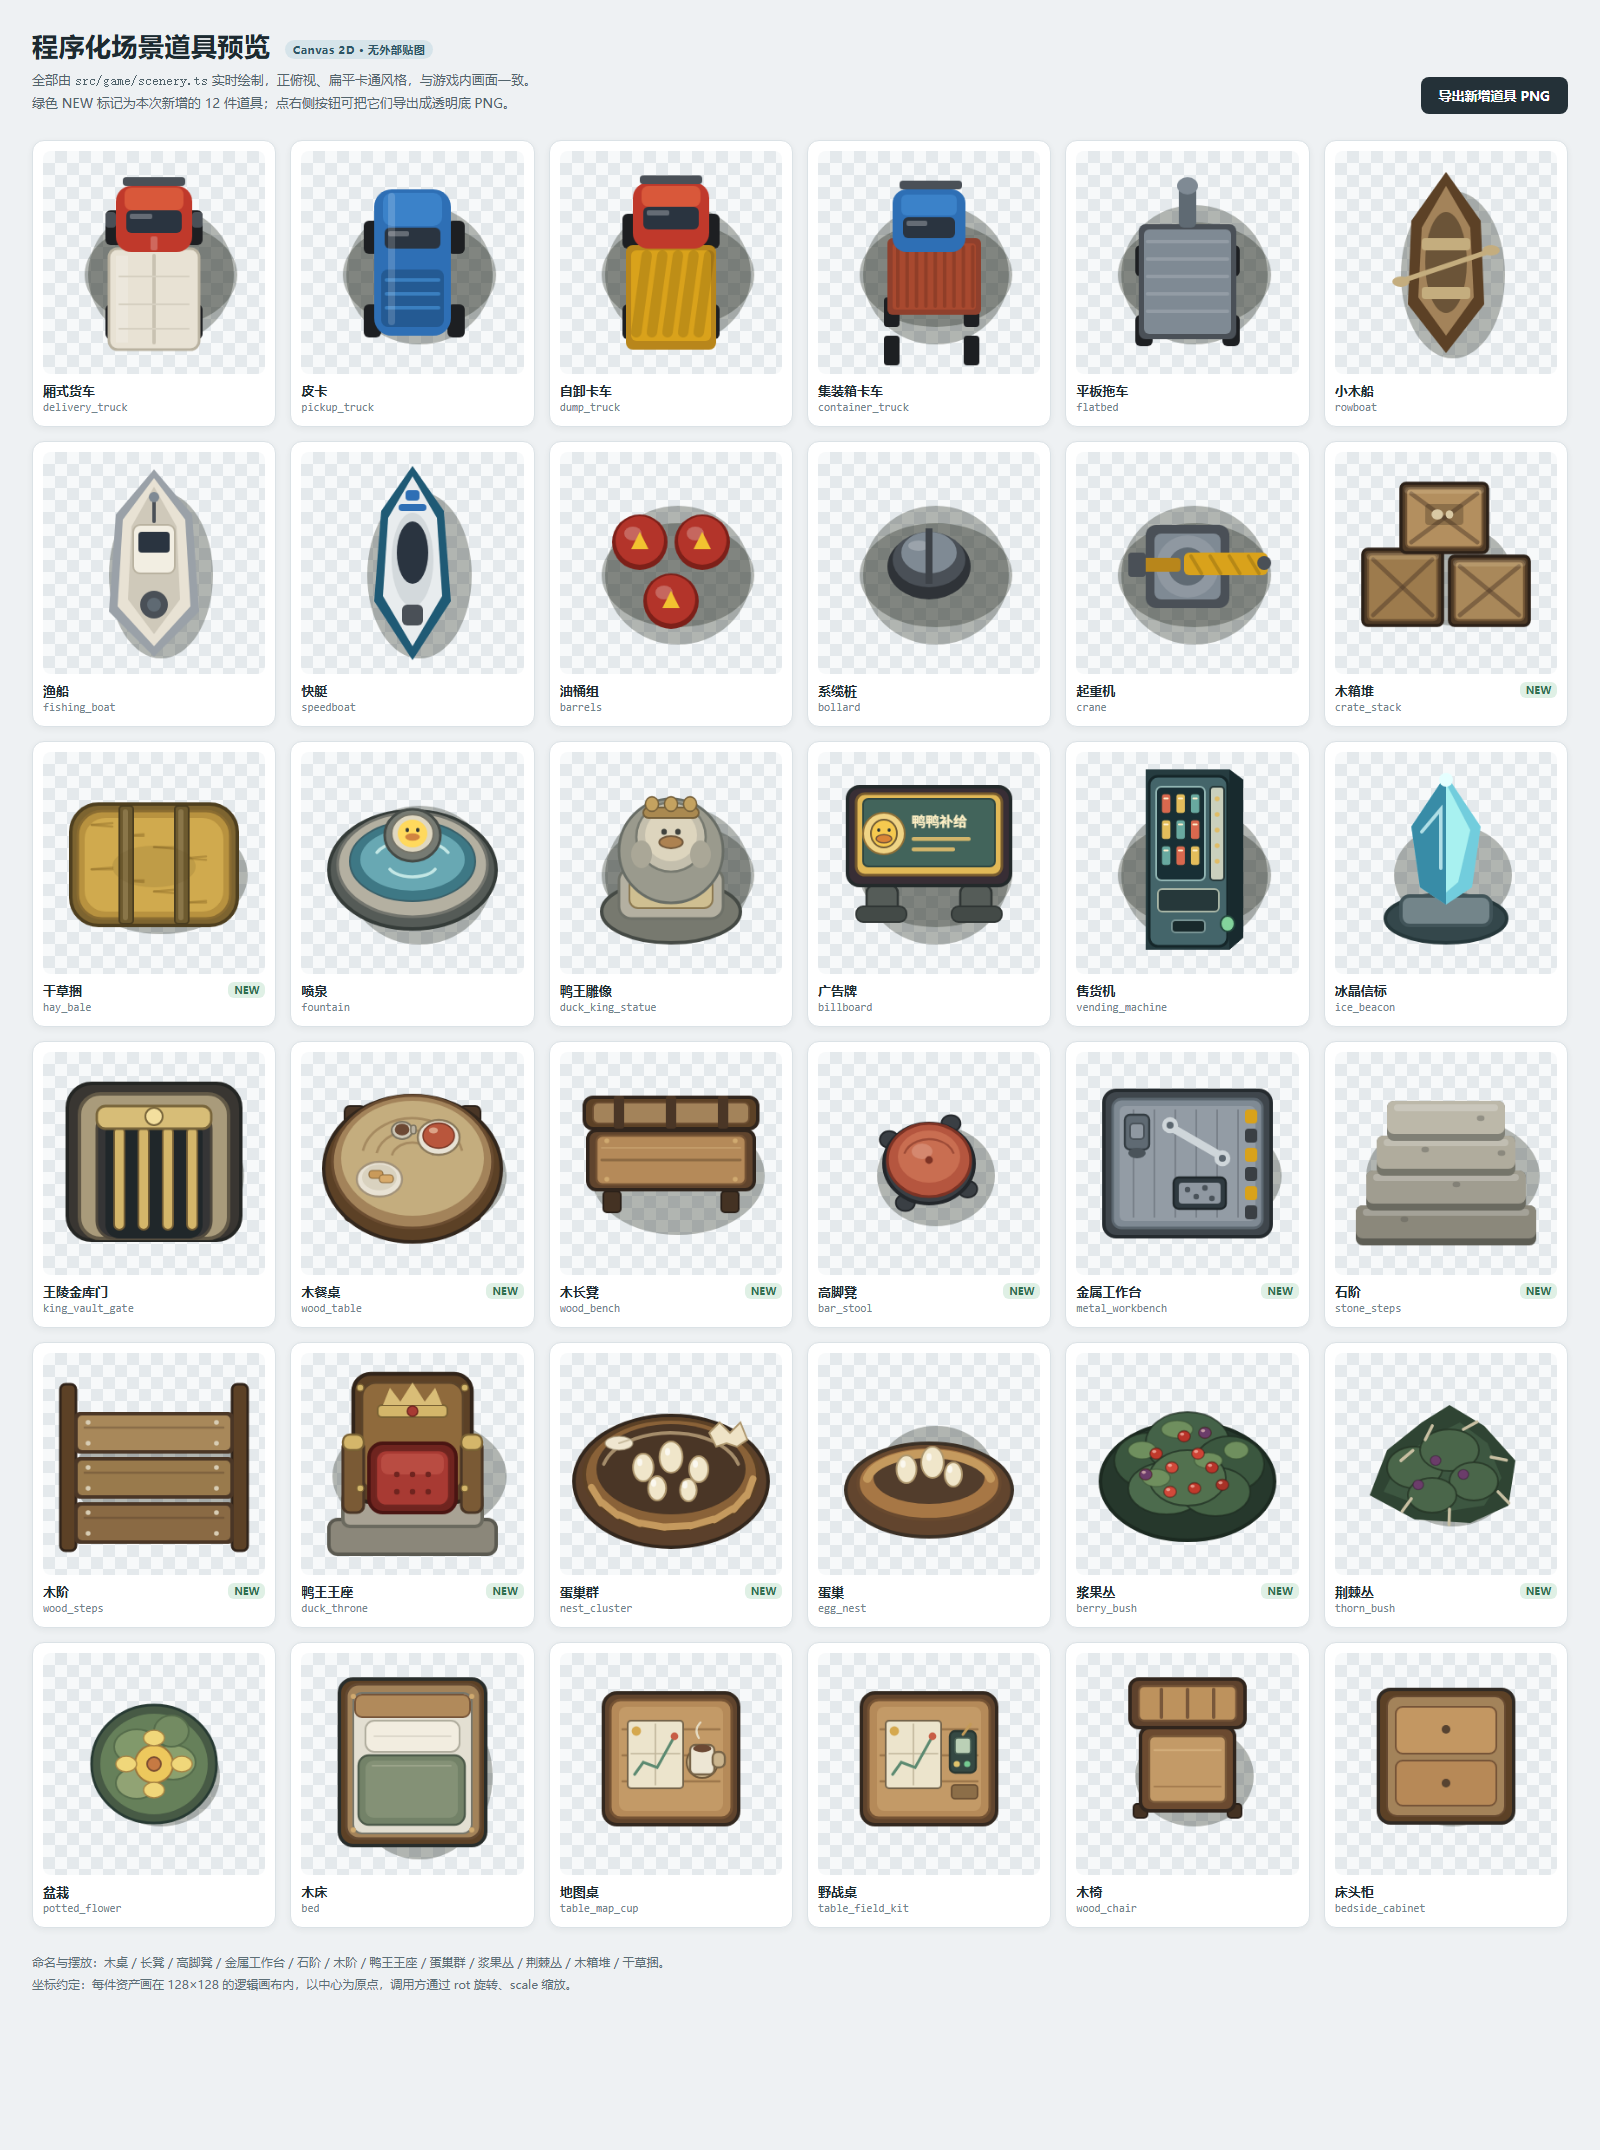 程序化场景道具预览
Canvas 2D • 无外部贴图
全部由 src/game/scenery.ts 实时绘制，正俯视、扁平卡通风格，与游戏内画面一致。
绿色 NEW 标记为本次新增的 12 件道具；点右侧按钮可把它们导出成透明底 PNG。
导出新增道具 PNG
厢式货车
delivery_truck
皮卡
pickup_truck
自卸卡车
dump_truck
集装箱卡车
container_truck
平板拖车
flatbed
小木船
rowboat
渔船
fishing_boat
快艇
speedboat
油桶组
barrels
系缆桩
bollard
起重机
crane
木箱堆
NEW
crate_stack
干草捆
NEW
hay_bale
喷泉
fountain
鸭王雕像
duck_king_statue
鸭鸭补给
广告牌
billboard
售货机
vending_machine
冰晶信标
ice_beacon
王陵金库门
king_vault_gate
木餐桌
NEW
wood_table
木长凳
NEW
wood_bench
高脚凳
NEW
bar_stool
金属工作台
NEW
metal_workbench
石阶
NEW
stone_steps
木阶
NEW
wood_steps
鸭王王座
NEW
duck_throne
蛋巢群
NEW
nest_cluster
蛋巢
egg_nest
浆果丛
NEW
berry_bush
荆棘丛
NEW
thorn_bush
盆栽
potted_flower
木床
bed
地图桌
table_map_cup
野战桌
table_field_kit
木椅
wood_chair
床头柜
bedside_cabinet
命名与摆放：木桌 / 长凳 / 高脚凳 / 金属工作台 / 石阶 / 木阶 / 鸭王王座 / 蛋巢群 / 浆果丛 / 荆棘丛 / 木箱堆 / 干草捆。
坐标约定：每件资产画在 128×128 的逻辑画布内，以中心为原点，调用方通过 rot 旋转、scale 缩放。